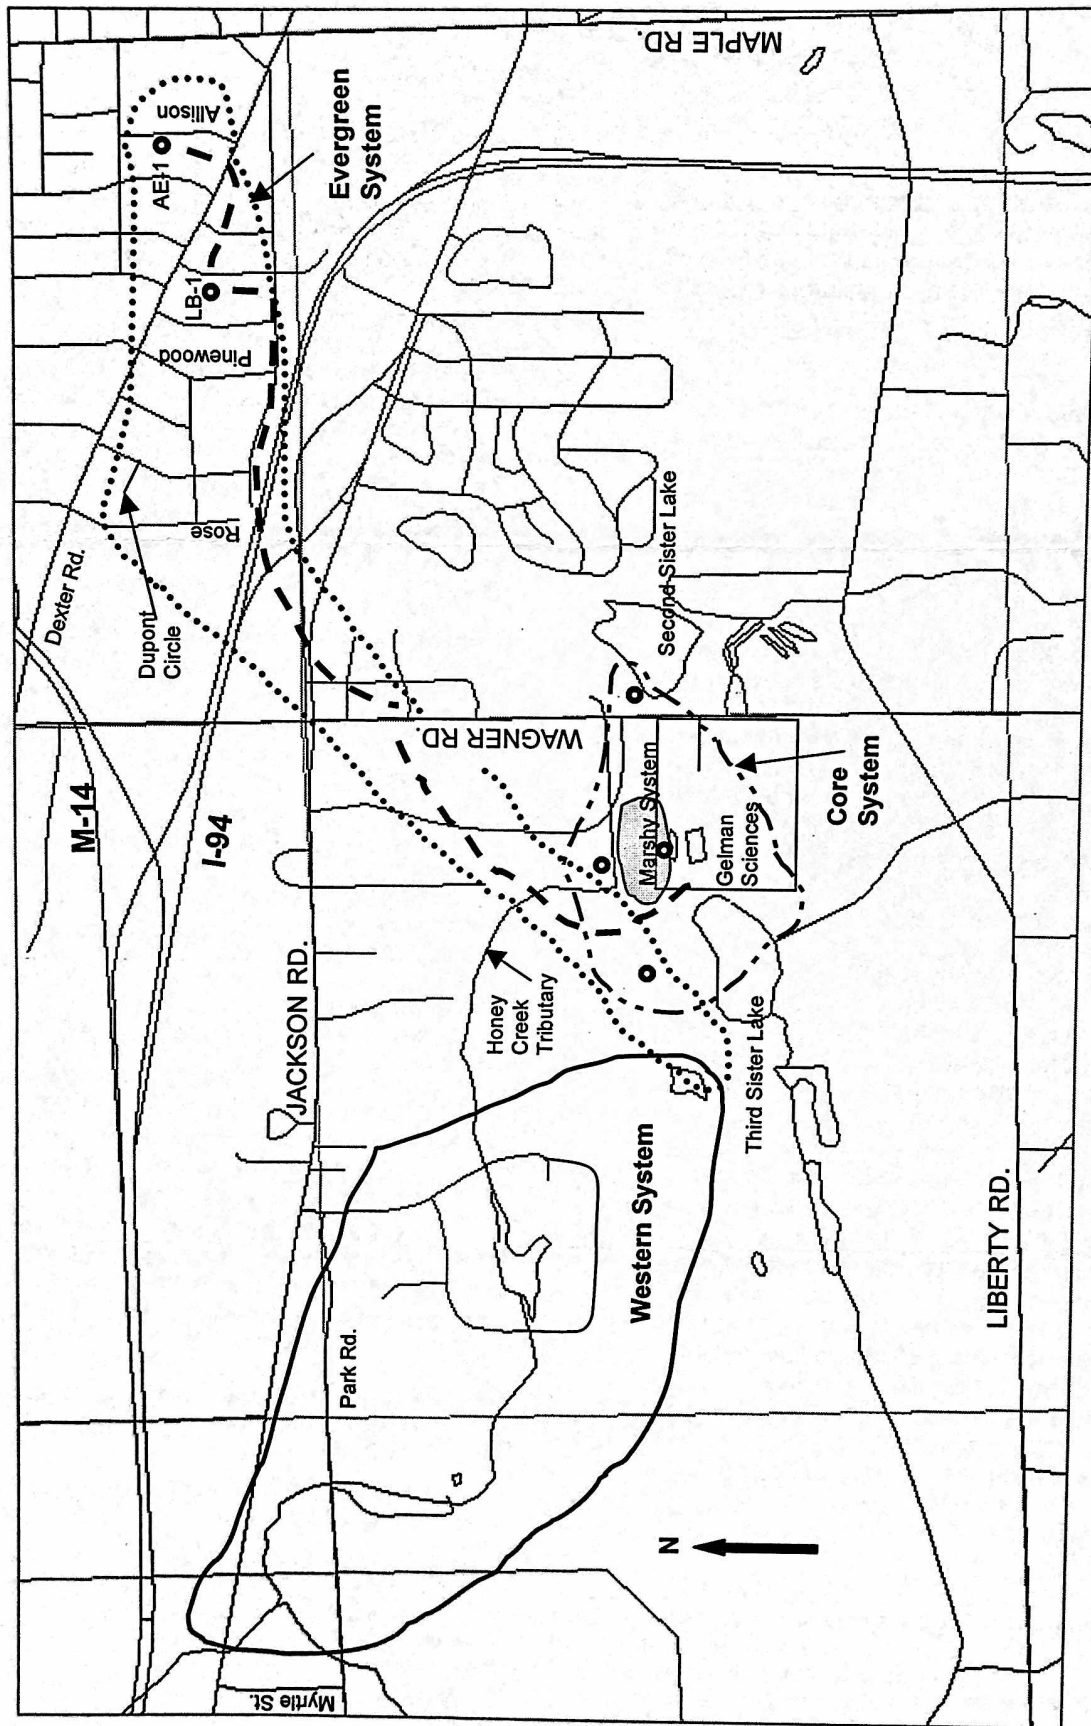 M-14
I-94
Dexter Rd.
Dupont
Circle
Rose
Pinewood
LB-1
AE-1
Allison
Evergreen
System
MAPLE RD.
JACKSON RD.
WAGNER RD.
Myrtle St.
Park Rd.
Honey
Creek
Tributary
Western System
Third Sister Lake
Marshy System
Gelman
Sciences
Second Sister Lake
Core
System
N
LIBERTY RD.